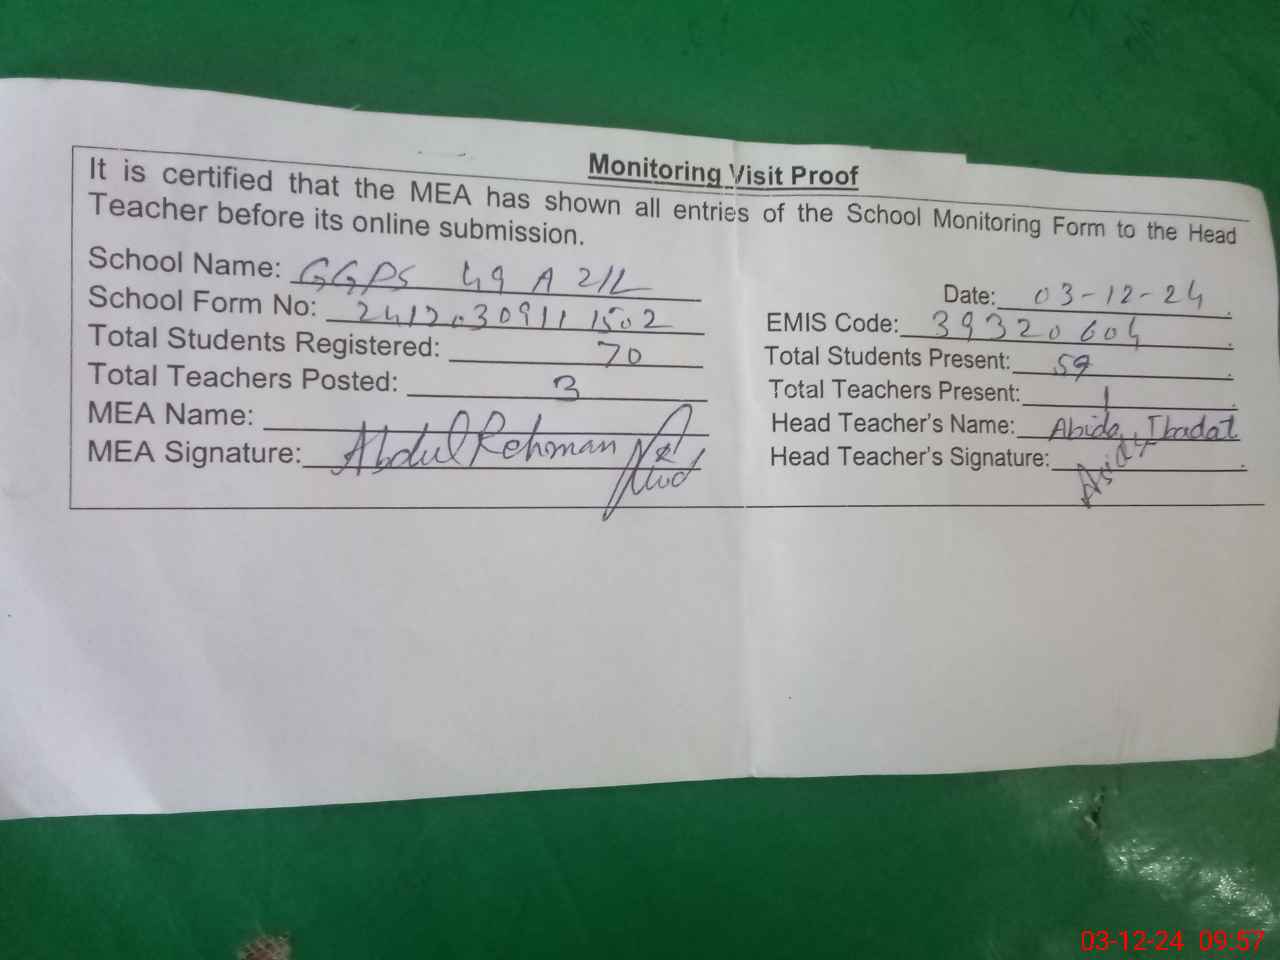 Monitoring Visit Proof
It is certified that the MEA has shown all entries of the School Monitoring Form to the Head
Teacher before its online submission.
School Name: GGPS 49 A 2/L
Date: 03-12-24
School Form No: 24120309111502
EMIS Code: 39320604
Total Students Registered: 70
Total Students Present: 59
Total Teachers Posted: 3
Total Teachers Present: 1
MEA Name:
Head Teacher's Name: Abida Ibadat
MEA Signature: Abdul Rehman
Head Teacher's Signature:
03-12-24 09:57